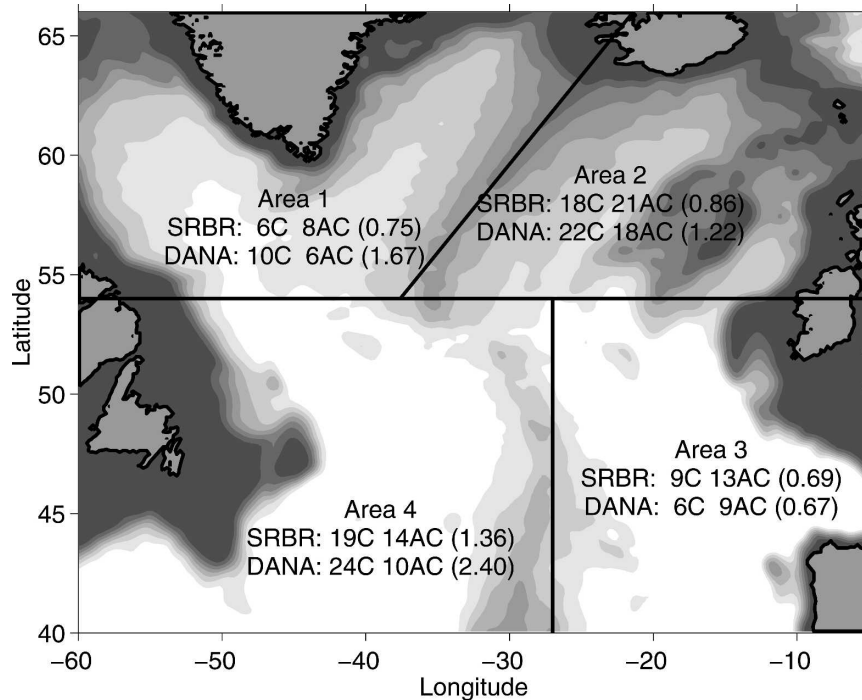 65
60
55
50
45
40
Latitude
Area 1
SRBR: 6C 8AC (0.75)
DANA: 10C 6AC (1.67)
Area 2
SRBR: 18C 21AC (0.86)
DANA: 22C 18AC (1.22)
Area 3
SRBR: 9C 13AC (0.69)
DANA: 6C 9AC (0.67)
Area 4
SRBR: 19C 14AC (1.36)
DANA: 24C 10AC (2.40)
−60 −50 −40 −30 −20 −10
Longitude